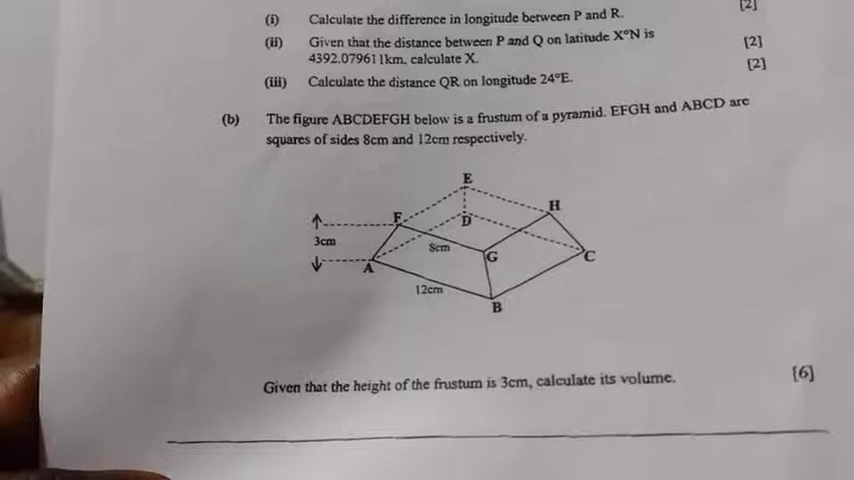 (i) Calculate the difference in longitude between P and R. [2]
(ii) Given that the distance between P and Q on latitude X°N is
4392.079611km, calculate X. [2]
(iii) Calculate the distance QR on longitude 24°E. [2]
(b) The figure ABCDEFGH below is a frustum of a pyramid. EFGH and ABCD are
squares of sides 8cm and 12cm respectively.
E
H
F
D
3cm
8cm
G
C
A
12cm
B
Given that the height of the frustum is 3cm, calculate its volume. [6]